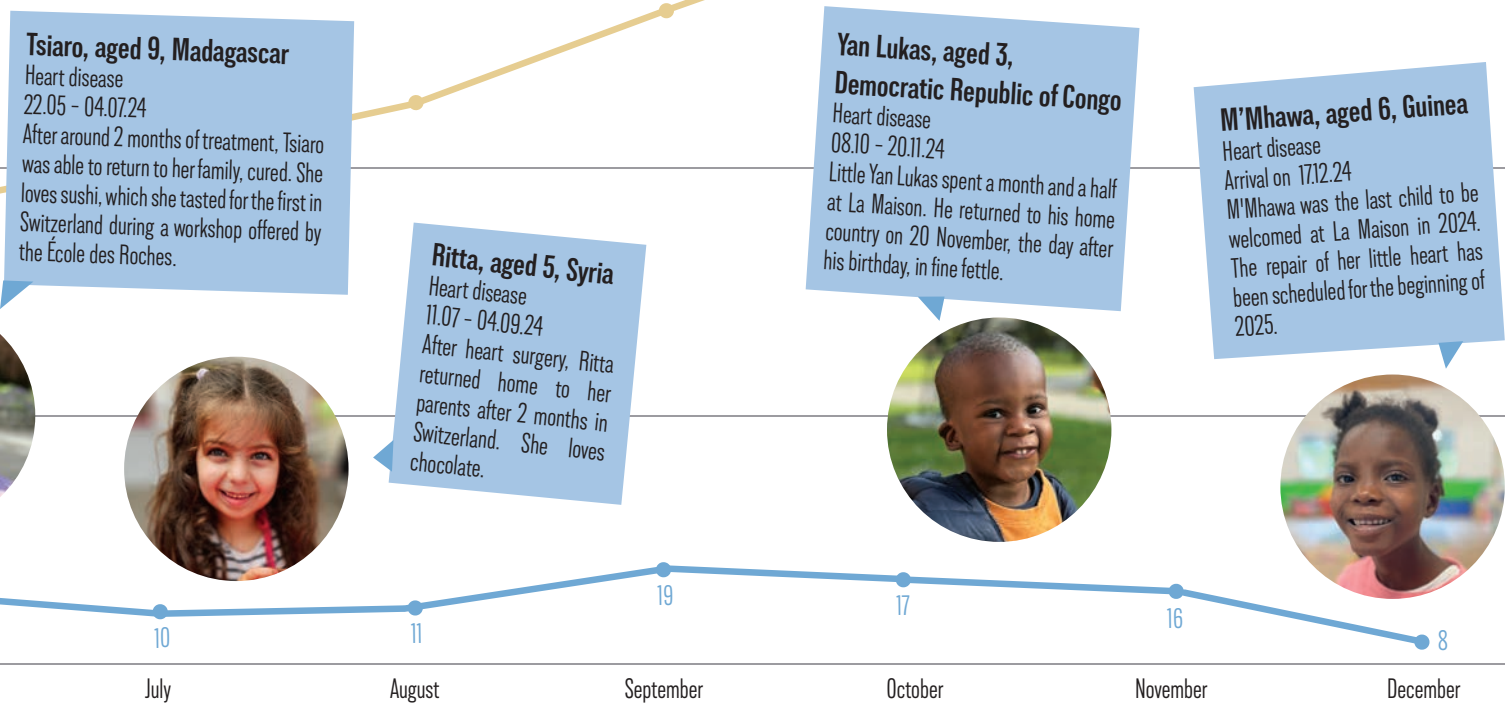 Tsiaro, aged 9, Madagascar
Heart disease
22.05 – 04.07.24
After around 2 months of treatment, Tsiaro
was able to return to her family, cured. She
loves sushi, which she tasted for the first in
Switzerland during a workshop offered by
the École des Roches.
Ritta, aged 5, Syria
Heart disease
11.07 – 04.09.24
After heart surgery, Ritta
returned home to her
parents after 2 months in
Switzerland. She loves
chocolate.
Yan Lukas, aged 3,
Democratic Republic of Congo
Heart disease
08.10 – 20.11.24
Little Yan Lukas spent a month and a half
at La Maison. He returned to his home
country on 20 November, the day after
his birthday, in fine fettle.
M’Mhawa, aged 6, Guinea
Heart disease
Arrival on 17.12.24
M'Mhawa was the last child to be
welcomed at La Maison in 2024.
The repair of her little heart has
been scheduled for the beginning of
2025.
10
11
19
17
16
8
July
August
September
October
November
December